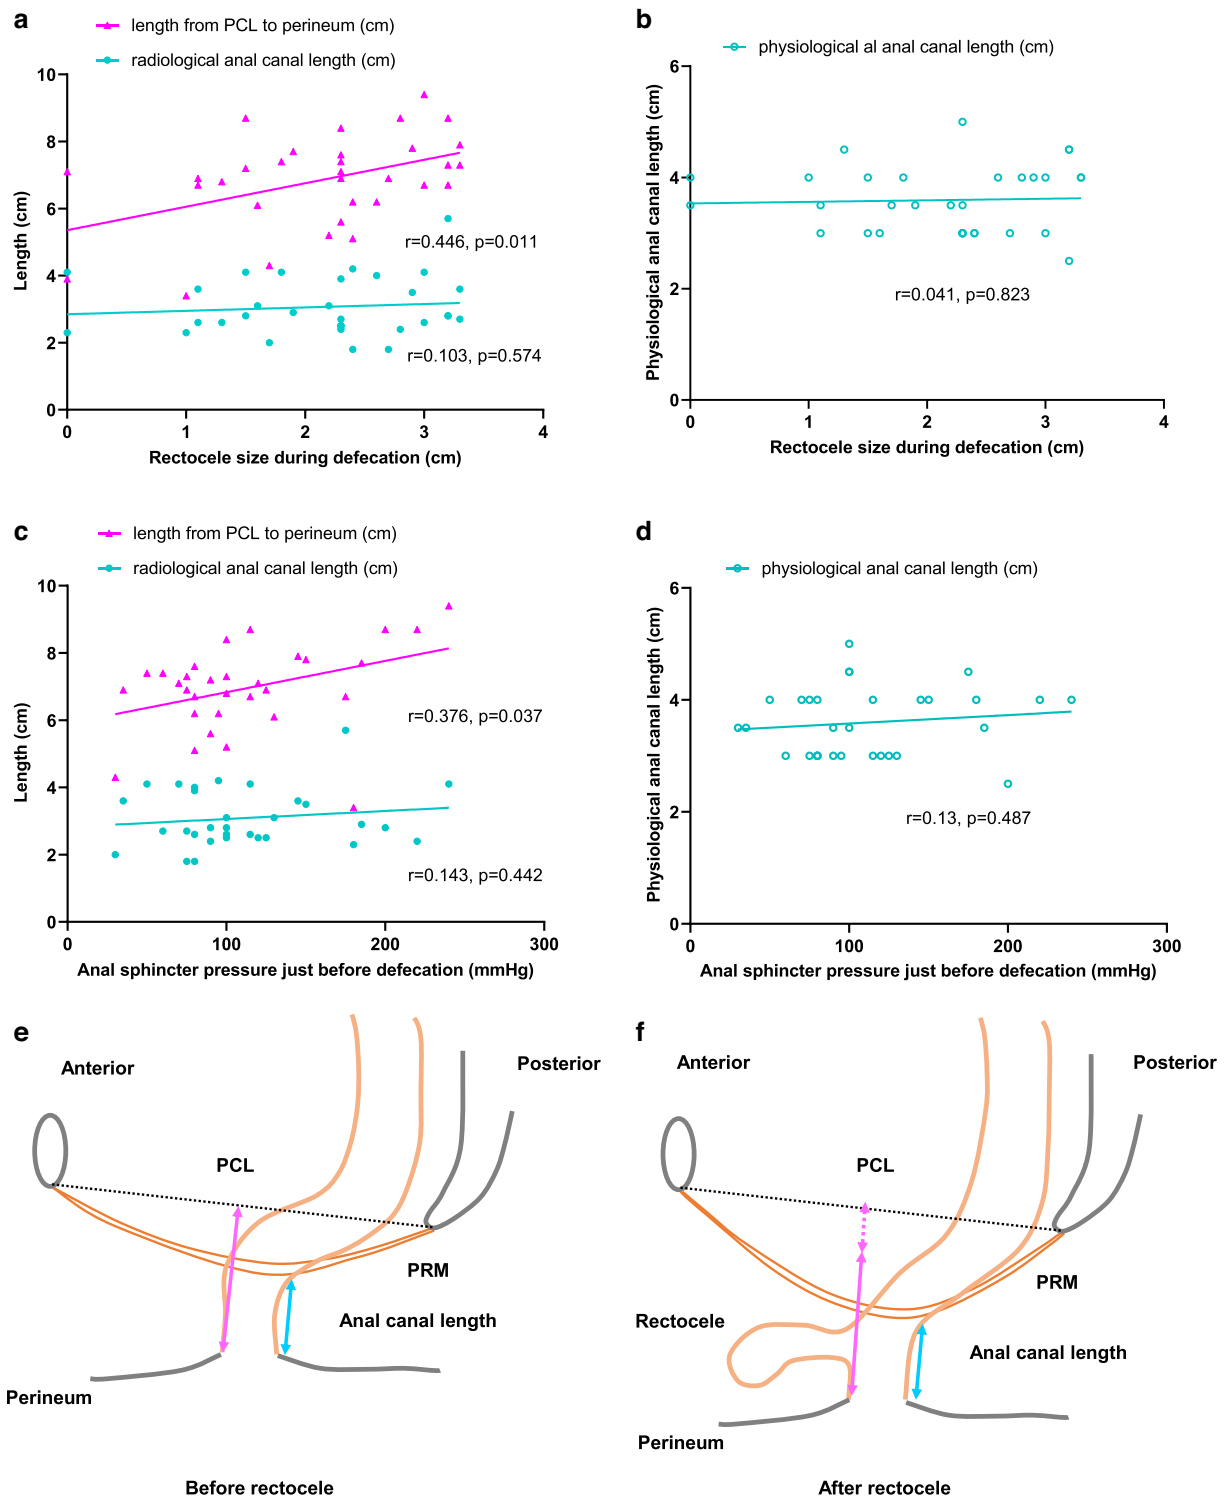 a
length from PCL to perineum (cm)
radiological anal canal length (cm)
10
8
6
4
2
0
Length (cm)
r=0.446, p=0.011
r=0.103, p=0.574
0 1 2 3 4
Rectocele size during defecation (cm)
b
physiological al anal canal length (cm)
6
4
2
0
Physiological anal canal length (cm)
r=0.041, p=0.823
0 1 2 3 4
Rectocele size during defecation (cm)
c
length from PCL to perineum (cm)
radiological anal canal length (cm)
10
8
6
4
2
0
Length (cm)
r=0.376, p=0.037
r=0.143, p=0.442
0 100 200 300
Anal sphincter pressure just before defecation (mmHg)
d
physiological anal canal length (cm)
6
4
2
0
Physiological anal canal length (cm)
r=0.13, p=0.487
0 100 200 300
Anal sphincter pressure just before defecation (mmHg)
e
Anterior
Posterior
PCL
PRM
Anal canal length
Perineum
Before rectocele
f
Anterior
Posterior
PCL
PRM
Rectocele
Anal canal length
Perineum
After rectocele